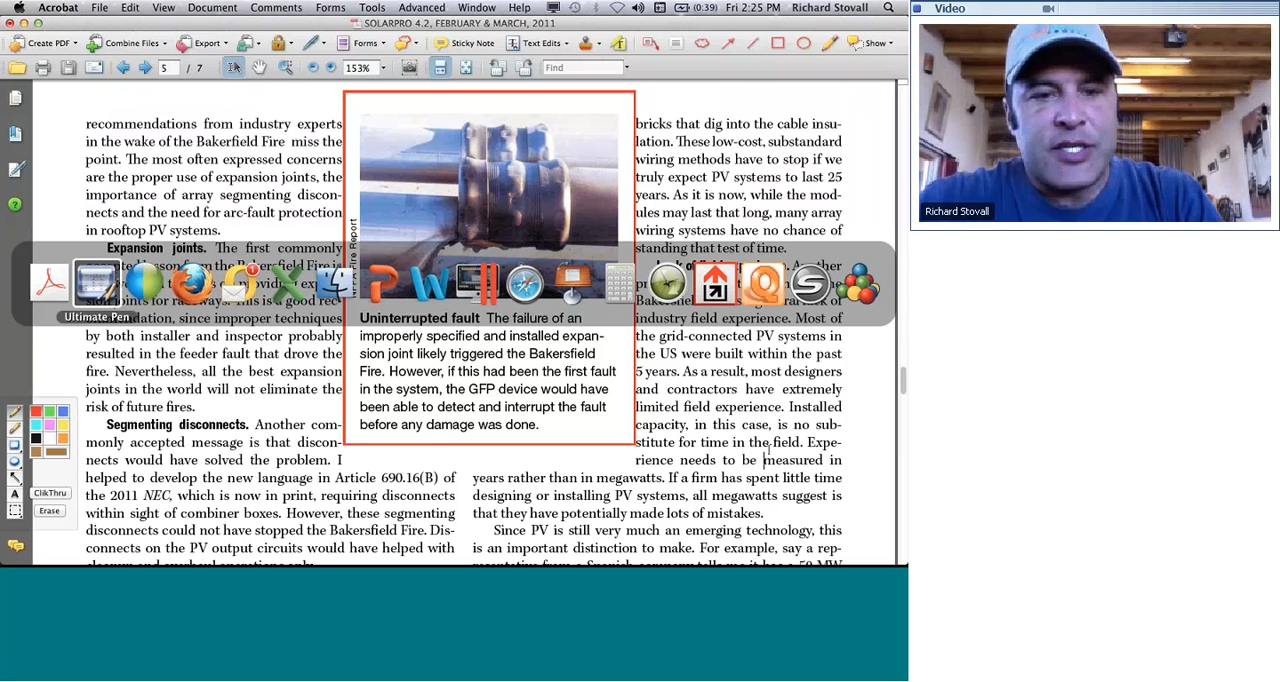 Acrobat File Edit View Document Comments Forms Tools Advanced Window Help (0:39) Fri 2:25 PM Richard Stovall
SOLARPRO 4.2, FEBRUARY & MARCH, 2011
Create PDF Combine Files Export Forms Sticky Note Text Edits Show
5 / 7 153% Find
recommendations from industry experts
in the wake of the Bakersfield Fire miss the
point. The most often expressed concerns
are the proper use of expansion joints, the
importance of array segmenting discon-
nects and the need for arc-fault protection
in rooftop PV systems.
Expansion joints. The first commonly
by both installer and inspector probably
resulted in the feeder fault that drove the
fire. Nevertheless, all the best expansion
joints in the world will not eliminate the
risk of future fires.
Segmenting disconnects. Another com-
monly accepted message is that discon-
nects would have solved the problem. I
helped to develop the new language in Article 690.16(B) of
the 2011 NEC, which is now in print, requiring disconnects
within sight of combiner boxes. However, these segmenting
disconnects could not have stopped the Bakersfield Fire. Dis-
connects on the PV output circuits would have helped with
Fire Report
Uninterrupted fault The failure of an
improperly specified and installed expan-
sion joint likely triggered the Bakersfield
Fire. However, if this had been the first fault
in the system, the GFP device would have
been able to detect and interrupt the fault
before any damage was done.
bricks that dig into the cable insu-
lation. These low-cost, substandard
wiring methods have to stop if we
truly expect PV systems to last 25
years. As it is now, while the mod-
ules may last that long, many array
wiring systems have no chance of
standing that test of time.
industry field experience. Most of
the grid-connected PV systems in
the US were built within the past
5 years. As a result, most designers
and contractors have extremely
limited field experience. Installed
capacity, in this case, is no sub-
stitute for time in the field. Expe-
rience needs to be measured in
years rather than in megawatts. If a firm has spent little time
designing or installing PV systems, all megawatts suggest is
that they have potentially made lots of mistakes.
Since PV is still very much an emerging technology, this
is an important distinction to make. For example, say a rep-
Ultimate Pen
ClikThru
Erase
Video
Richard Stovall